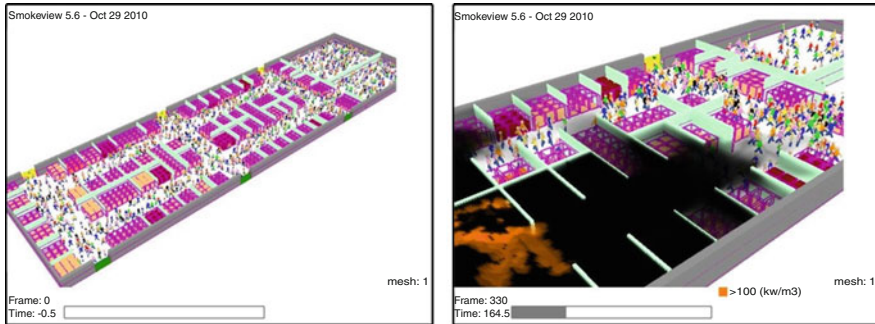 Smokeview 5.6 - Oct 29 2010
mesh: 1
Frame: 0
Time: -0.5
Smokeview 5.6 - Oct 29 2010
mesh: 1
>100 (kw/m3)
Frame: 330
Time: 164.5